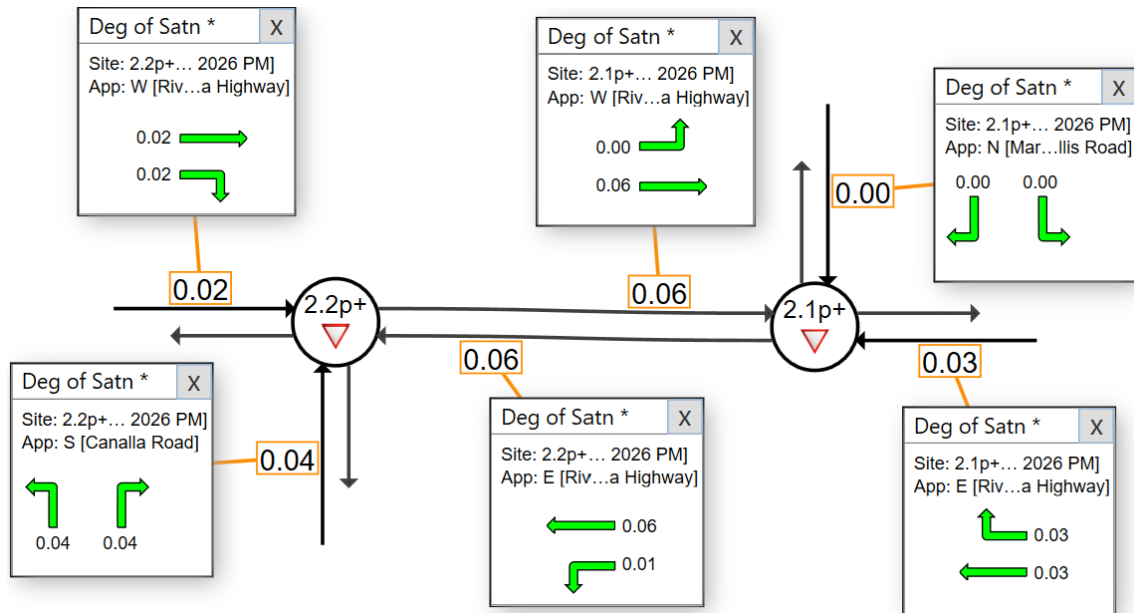 Deg of Satn *
X
Site: 2.2p+… 2026 PM]
App: W [Riv…a Highway]
0.02
0.02
Deg of Satn *
X
Site: 2.1p+… 2026 PM]
App: W [Riv…a Highway]
0.00
0.06
Deg of Satn *
X
Site: 2.1p+… 2026 PM]
App: N [Mar…llis Road]
0.00
0.00
0.00
0.02
2.2p+
0.06
2.1p+
0.06
0.03
Deg of Satn *
X
Site: 2.2p+… 2026 PM]
App: S [Canalla Road]
0.04
0.04
0.04
Deg of Satn *
X
Site: 2.2p+… 2026 PM]
App: E [Riv…a Highway]
0.06
0.01
Deg of Satn *
X
Site: 2.1p+… 2026 PM]
App: E [Riv…a Highway]
0.03
0.03